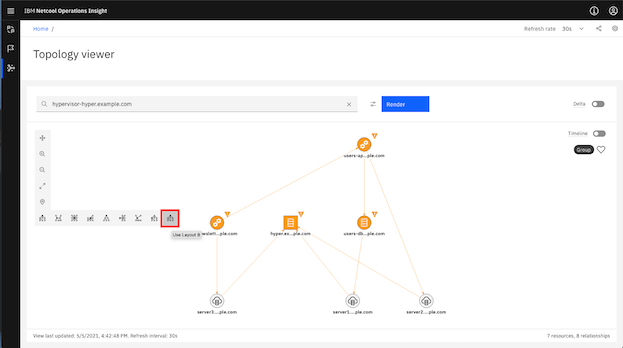 IBM Netcool Operations Insight
Home /
Refresh rate 30s
Topology viewer
hypervisor-hyper.example.com
Render
Delta
Timeline
Group
users-ap...ple.com
Use Layout 8
wslett...ple.com
hyper.ex...ple.com
users-db...ple.com
server3...ple.com
server1...ple.com
server2...ple.com
View last updated: 5/5/2021, 4:42:48 PM. Refresh interval: 30s
7 resources, 8 relationships